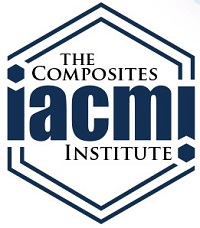 THE
COMPOSITES
iacmi
INSTITUTE